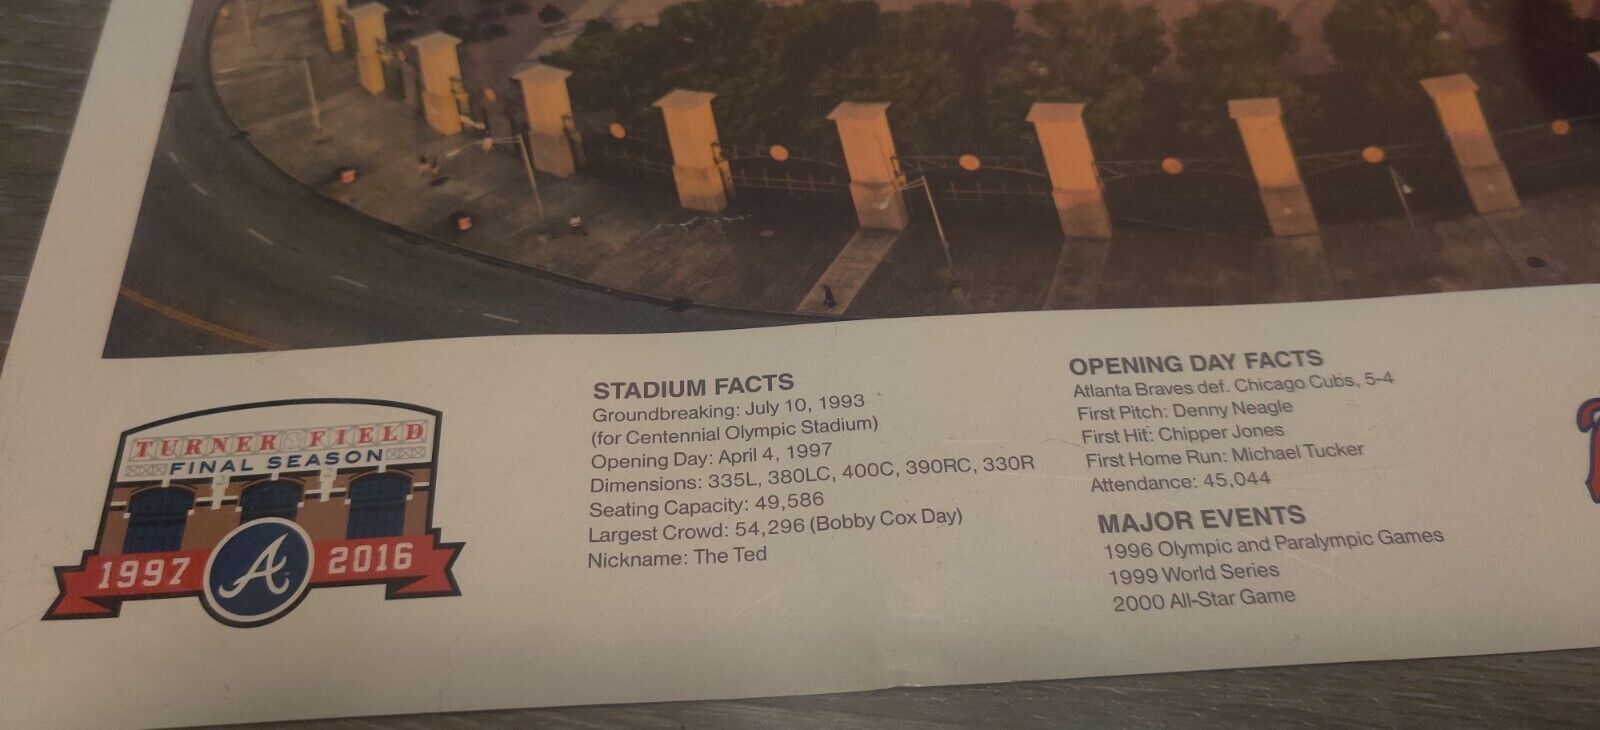 TURNER FIELD
FINAL SEASON
1997 A 2016
STADIUM FACTS
Groundbreaking: July 10, 1993
(for Centennial Olympic Stadium)
Opening Day: April 4, 1997
Dimensions: 335L, 380LC, 400C, 390RC, 330R
Seating Capacity: 49,586
Largest Crowd: 54,296 (Bobby Cox Day)
Nickname: The Ted
OPENING DAY FACTS
Atlanta Braves def. Chicago Cubs, 5-4
First Pitch: Denny Neagle
First Hit: Chipper Jones
First Home Run: Michael Tucker
Attendance: 45,044
MAJOR EVENTS
1996 Olympic and Paralympic Games
1999 World Series
2000 All-Star Game